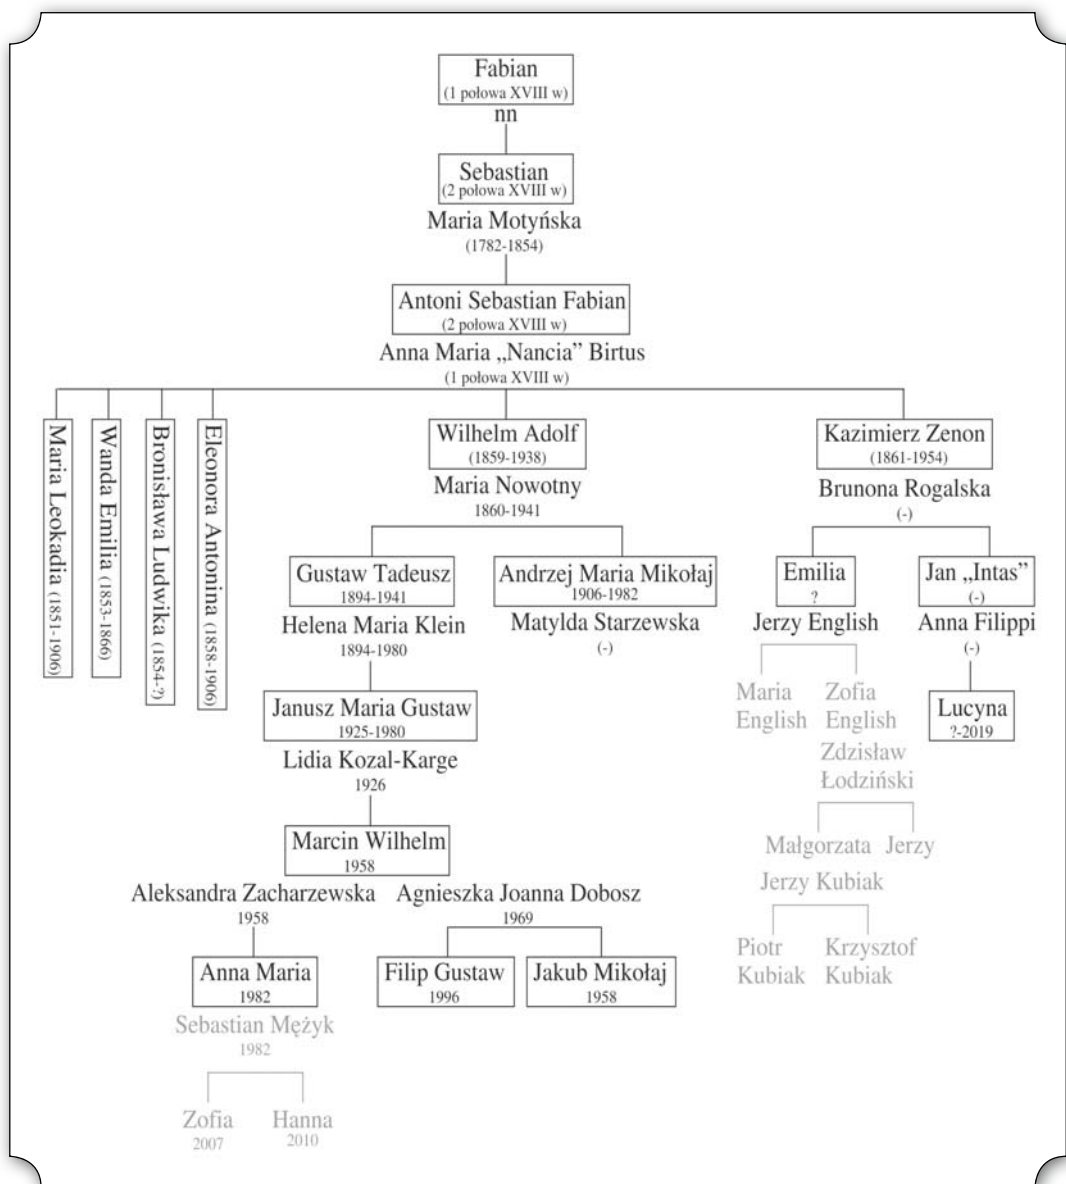 Fabian
(1 połowa XVIII w)
nn
Sebastian
(2 połowa XVIII w)
Maria Motyńska
(1782-1854)
Antoni Sebastian Fabian
(2 połowa XVIII w)
Anna Maria „Nancia” Birtus
(1 połowa XVIII w)
Maria Leokadia (1851-1906)
Wanda Emilia (1853-1866)
Bronisława Ludwika (1854-?)
Eleonora Antonina (1858-1906)
Wilhelm Adolf
(1859-1938)
Maria Nowotny
1860-1941
Kazimierz Zenon
(1861-1954)
Brunona Rogalska
(-)
Gustaw Tadeusz
1894-1941
Helena Maria Klein
1894-1980
Andrzej Maria Mikołaj
1906-1982
Matylda Starzewska
(-)
Emilia
?
Jerzy English
Jan „Intas”
(-)
Anna Filippi
(-)
Maria
English
Zofia
English
Zdzisław
Łodziński
Lucyna
?-2019
Janusz Maria Gustaw
1925-1980
Lidia Kozal-Karge
1926
Małgorzata
Jerzy
Jerzy Kubiak
Marcin Wilhelm
1958
Aleksandra Zacharzewska
1958
Agnieszka Joanna Dobosz
1969
Piotr
Kubiak
Krzysztof
Kubiak
Anna Maria
1982
Filip Gustaw
1996
Jakub Mikołaj
1958
Sebastian Mężyk
1982
Zofia
2007
Hanna
2010